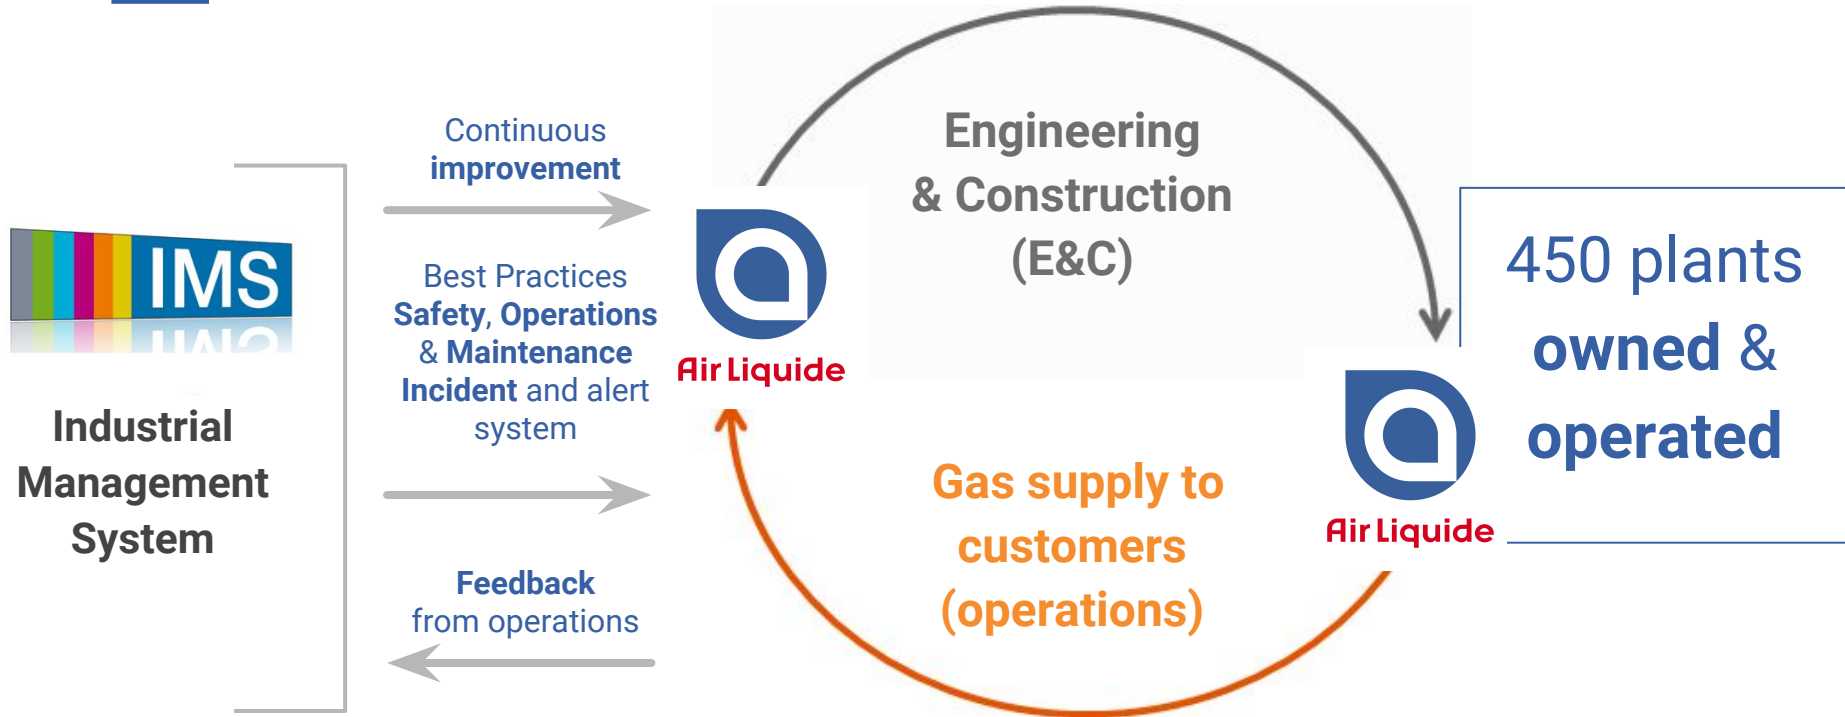 IMS
Industrial
Management
System
Continuous
improvement
Best Practices
Safety, Operations
& Maintenance
Incident and alert
system
Feedback
from operations
Air Liquide
Engineering
& Construction
(E&C)
Gas supply to
customers
(operations)
Air Liquide
450 plants
owned &
operated